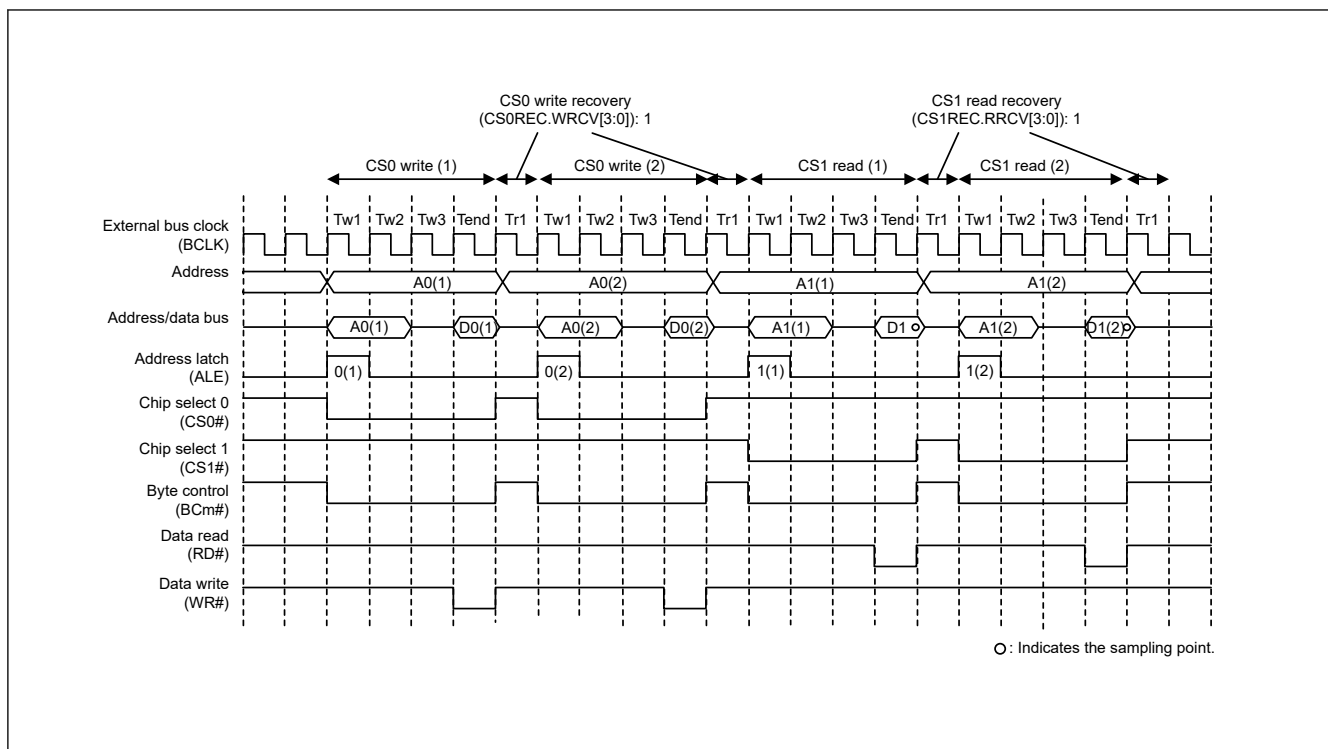 CS0 write recovery
(CS0REC.WRCV[3:0]): 1
CS1 read recovery
(CS1REC.RRCV[3:0]): 1
CS0 write (1) CS0 write (2) CS1 read (1) CS1 read (2)
Tw1 Tw2 Tw3 Tend Tr1 Tw1 Tw2 Tw3 Tend Tr1 Tw1 Tw2 Tw3 Tend Tr1 Tw1 Tw2 Tw3 Tend Tr1
External bus clock
(BCLK)
Address
A0(1) A0(2) A1(1) A1(2)
Address/data bus
A0(1) D0(1) A0(2) D0(2) A1(1) D1 A1(2) D1(2)
Address latch
(ALE)
0(1) 0(2) 1(1) 1(2)
Chip select 0
(CS0#)
Chip select 1
(CS1#)
Byte control
(BCm#)
Data read
(RD#)
Data write
(WR#)
: Indicates the sampling point.